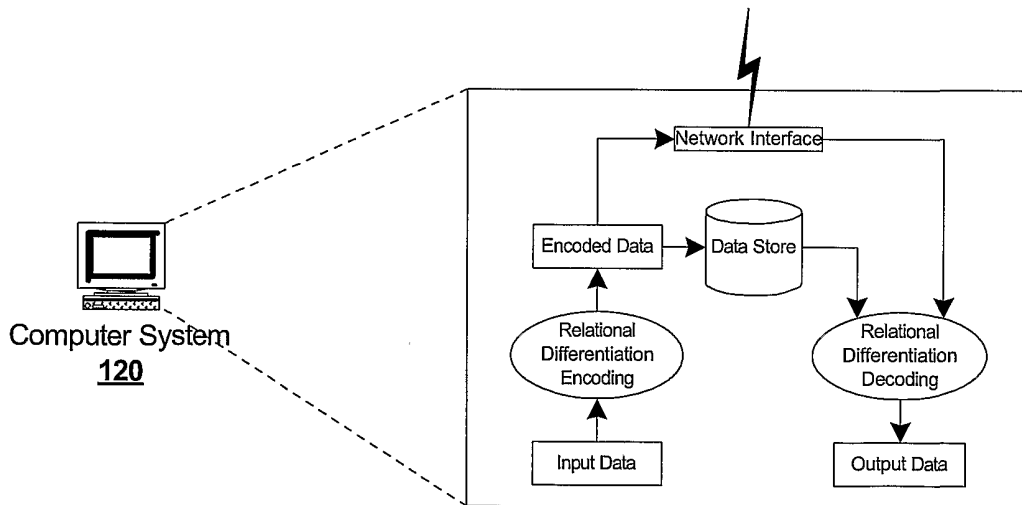 Network Interface
Encoded Data
Data Store
Computer System
120
Relational
Differentiation
Encoding
Relational
Differentiation
Decoding
Input Data
Output Data